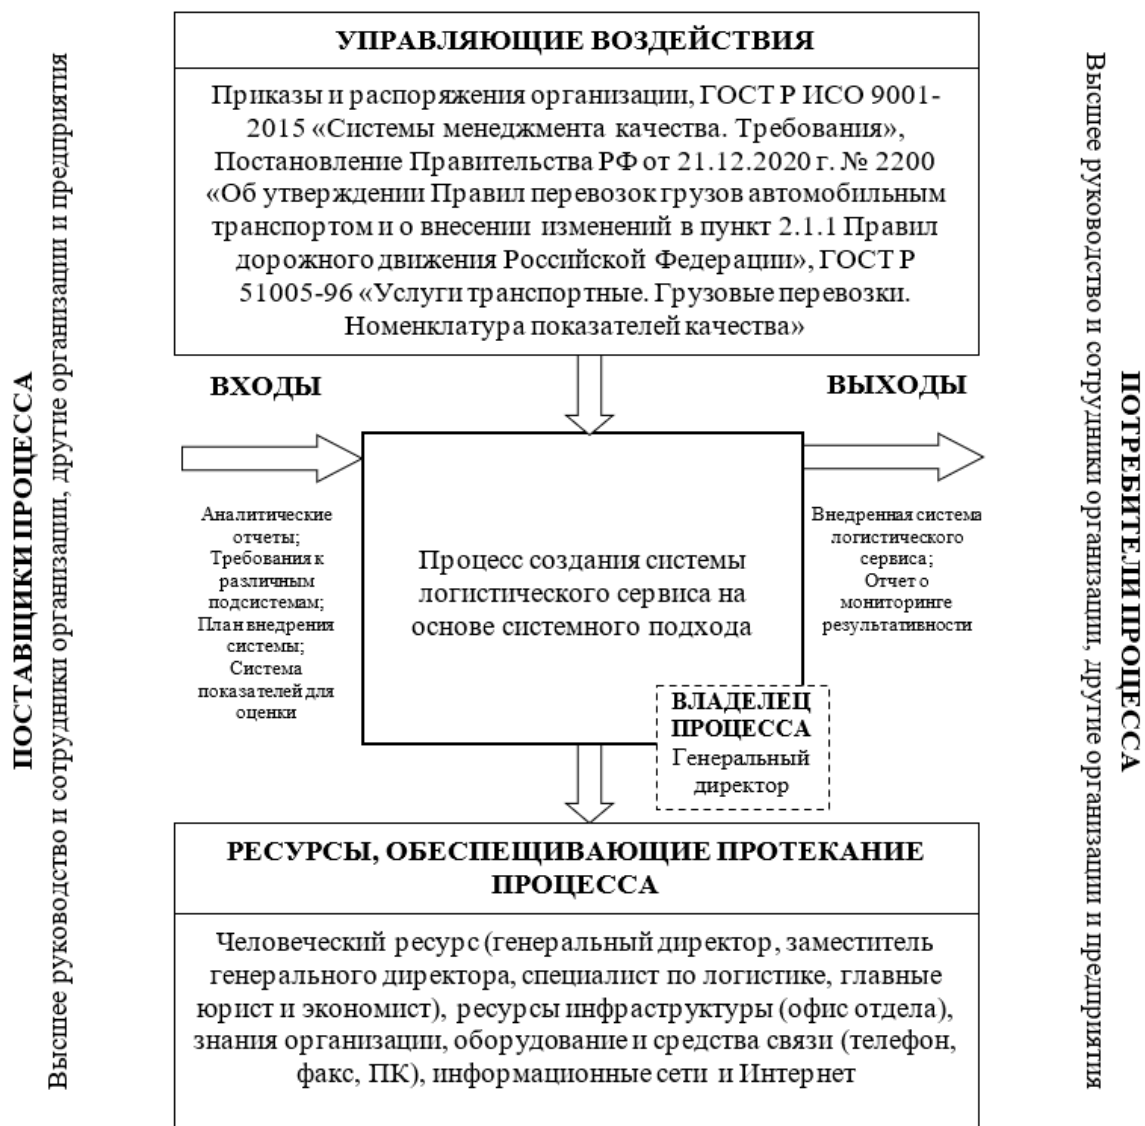 УПРАВЛЯЮЩИЕ ВОЗДЕЙСТВИЯ
Приказы и распоряжения организации, ГОСТ Р ИСО 9001-
2015 «Системы менеджмента качества. Требования»,
Постановление Правительства РФ от 21.12.2020 г. № 2200
«Об утверждении Правил перевозок грузов автомобильным
транспортом и о внесении изменений в пункт 2.1.1 Правил
дорожного движения Российской Федерации», ГОСТ Р
51005-96 «Услуги транспортные. Грузовые перевозки.
Номенклатура показателей качества»
ПОСТАВЩИКИ ПРОЦЕССА
Высшее руководство и сотрудники организации, другие организации и предприятия
ВХОДЫ
Аналитические
отчеты;
Требования к
различным
подсистемам;
План внедрения
системы;
Система
показателей для
оценки
Процесс создания системы
логистического сервиса на
основе системного подхода
ВЛАДЕЛЕЦ
ПРОЦЕССА
Генеральный
директор
ВЫХОДЫ
Внедренная система
логистического
сервиса;
Отчет о
мониторинге
результативности
Высшее руководство и сотрудники организации, другие организации и предприятия
ПОТРЕБИТЕЛИ ПРОЦЕССА
РЕСУРСЫ, ОБЕСПЕЩИВАЮЩИЕ ПРОТЕКАНИЕ
ПРОЦЕССА
Человеческий ресурс (генеральный директор, заместитель
генерального директора, специалист по логистике, главные
юрист и экономист), ресурсы инфраструктуры (офис отдела),
знания организации, оборудование и средства связи (телефон,
факс, ПК), информационные сети и Интернет